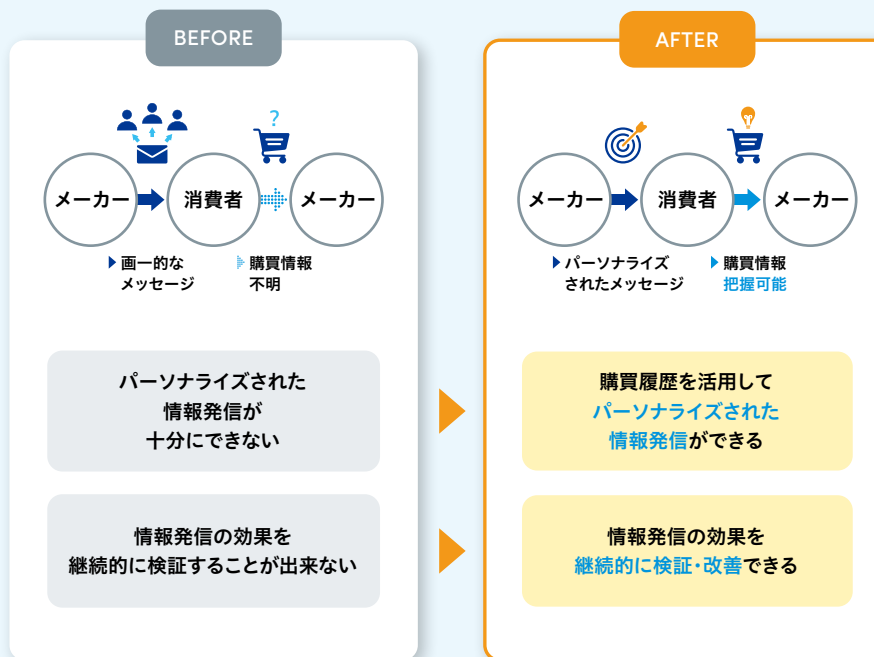 BEFORE
?
メーカー
消費者
メーカー
画一的な
メッセージ
購買情報
不明
パーソナライズされた
情報発信が
十分にできない
情報発信の効果を
継続的に検証することが出来ない
AFTER
メーカー
消費者
メーカー
パーソナライズ
されたメッセージ
購買情報
把握可能
購買履歴を活用して
パーソナライズされた
情報発信ができる
情報発信の効果を
継続的に検証・改善できる